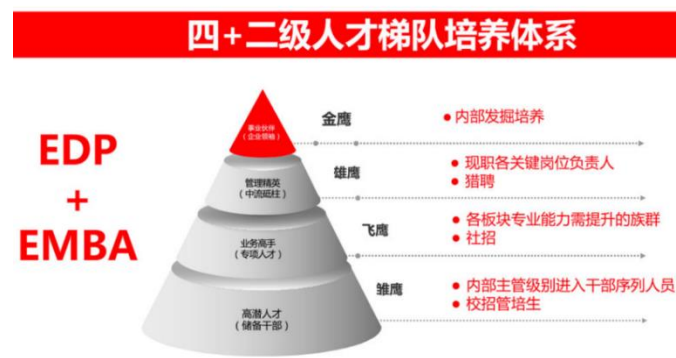 四+二级人才梯队培养体系
EDP
+
EMBA
事业伙伴
（企业领袖）
金鹰
● 内部发掘培养
管理精英
（中流砥柱）
雄鹰
● 现职各关键岗位负责人
● 猎聘
业务高手
（专项人才）
飞鹰
● 各板块专业能力需提升的族群
● 社招
高潜人才
（储备干部）
雏鹰
● 内部主管级别进入干部序列人员
● 校招管培生